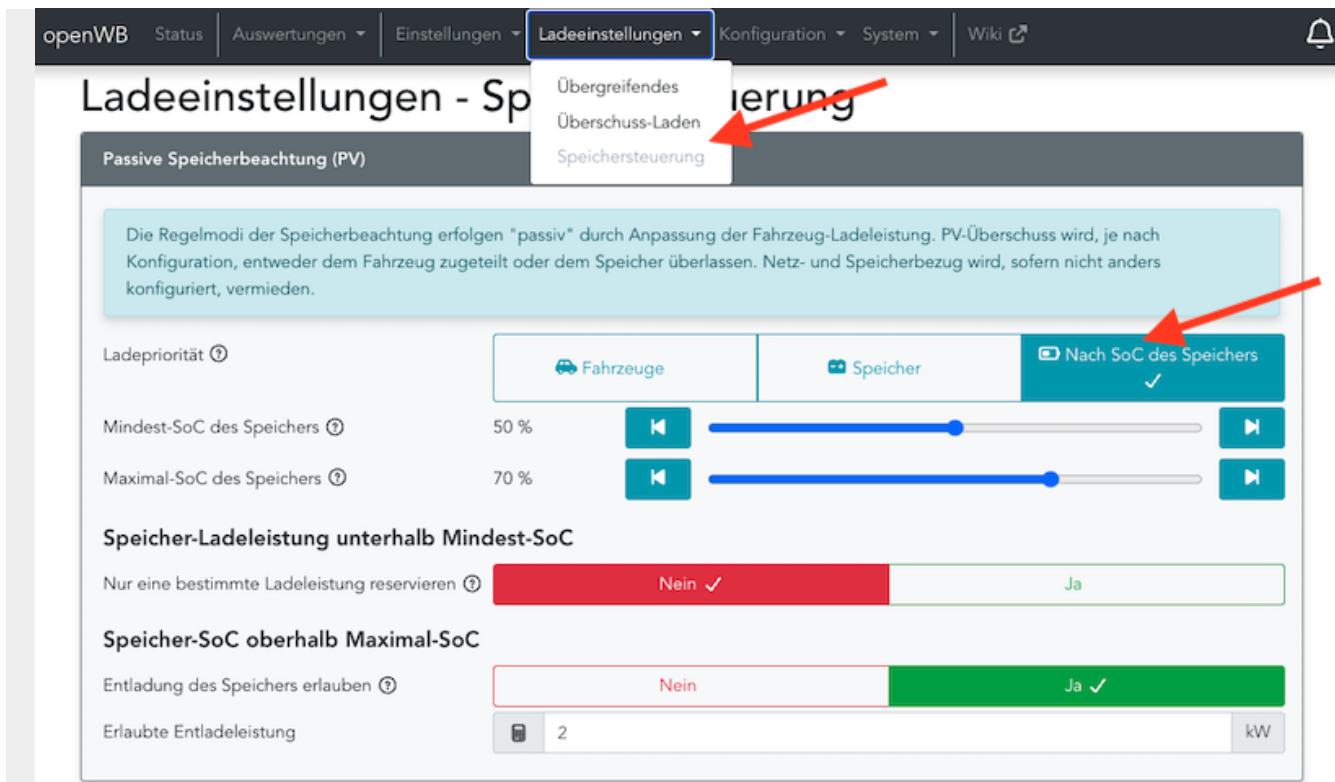 openWB Status Auswertungen Einstellungen Ladeeinstellungen Konfiguration System Wiki
Übergreifendes
Überschuss-Laden
Speichersteuerung
Ladeeinstellungen - Sp uerung
Passive Speicherbeachtung (PV)
Die Regelmodi der Speicherbeachtung erfolgen "passiv" durch Anpassung der Fahrzeug-Ladeleistung. PV-Überschuss wird, je nach
Konfiguration, entweder dem Fahrzeug zugeteilt oder dem Speicher überlassen. Netz- und Speicherbezug wird, sofern nicht anders
konfiguriert, vermieden.
Ladepriorität Fahrzeuge Speicher Nach SoC des Speichers
Mindest-SoC des Speichers 50 %
Maximal-SoC des Speichers 70 %
Speicher-Ladeleistung unterhalb Mindest-SoC
Nur eine bestimmte Ladeleistung reservieren Nein Ja
Speicher-SoC oberhalb Maximal-SoC
Entladung des Speichers erlauben Nein Ja
Erlaubte Entladeleistung 2 kW